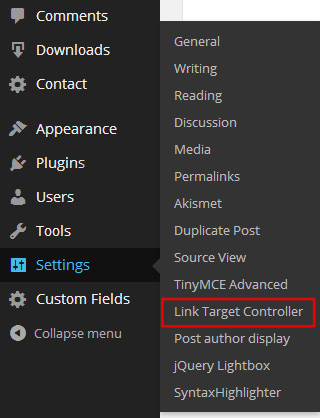 Comments
Downloads
Contact
Appearance
Plugins
Users
Tools
Settings
Custom Fields
Collapse menu
General
Writing
Reading
Discussion
Media
Permalinks
Akismet
Duplicate Post
Source View
TinyMCE Advanced
Link Target Controller
Post author display
jQuery Lightbox
SyntaxHighlighter